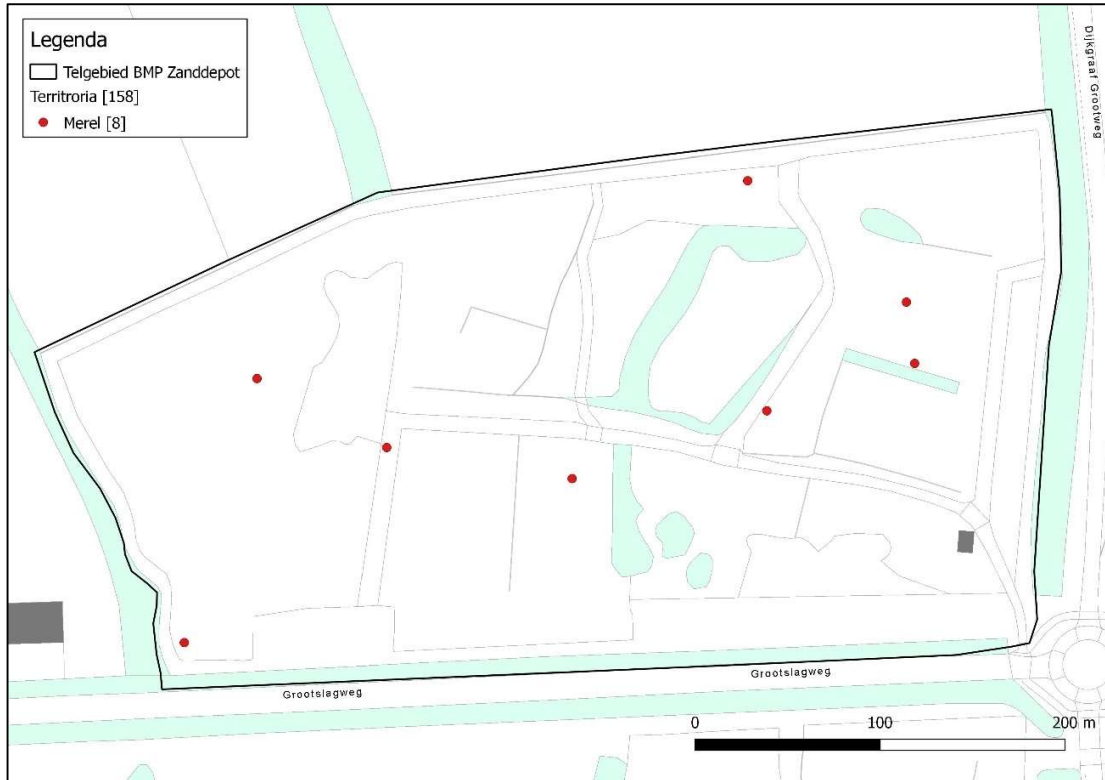 Legenda
Telgebied BMP Zanddepot
Territroria [158]
Merel [8]
Dijkgraaf Grootweg
Grootslagweg
Grootslagweg
0 100 200 m